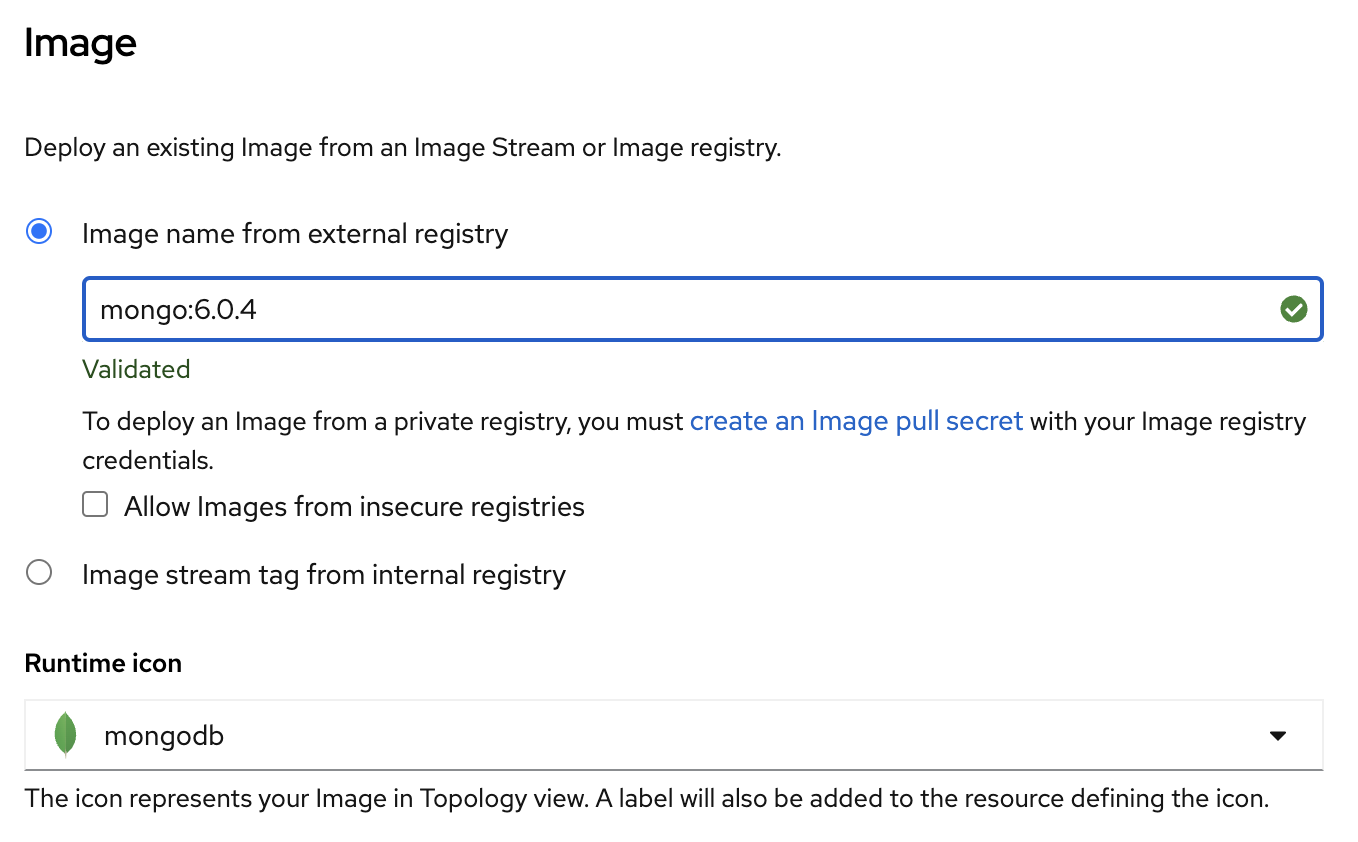 Image
Deploy an existing Image from an Image Stream or Image registry.
Image name from external registry
mongo:6.0.4
Validated
To deploy an Image from a private registry, you must create an Image pull secret with your Image registry
credentials.
Allow Images from insecure registries
Image stream tag from internal registry
Runtime icon
mongodb
The icon represents your Image in Topology view. A label will also be added to the resource defining the icon.